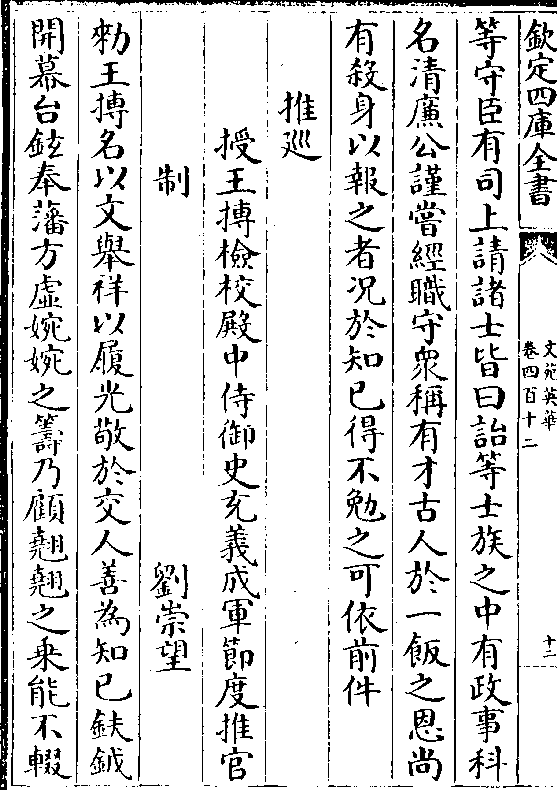 欽定四庫全書
文苑英華
卷四百十二
十二
等守臣有司上請諸士皆曰詒等士族之中有政事科
名清廉公謹嘗經職守衆稱有才古人於一飯之恩尚
有殺身以報之者况於知已得不勉之可依前件
推廵
授王摶檢校殿中侍御史充義成軍節度推官
制
劉崇望
勑王摶名以文舉祥以履光敬於交人善為知已鈇鉞
開幕台鉉奉藩方虛婉婉之籌乃顧翹翹之乗能不輟